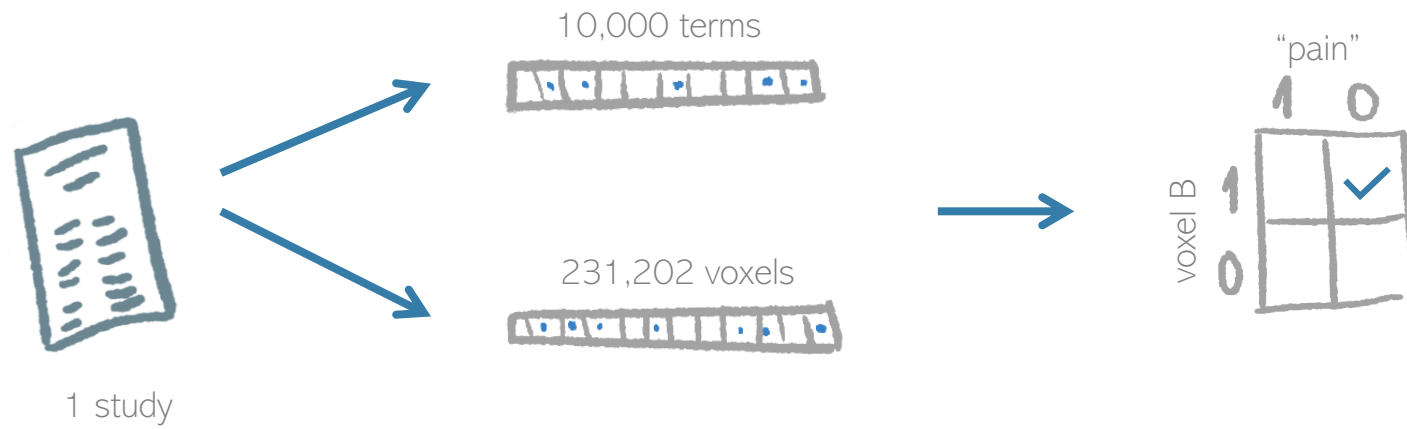 1 study
10,000 terms
231,202 voxels
“pain”
1 0
voxel B
1
0